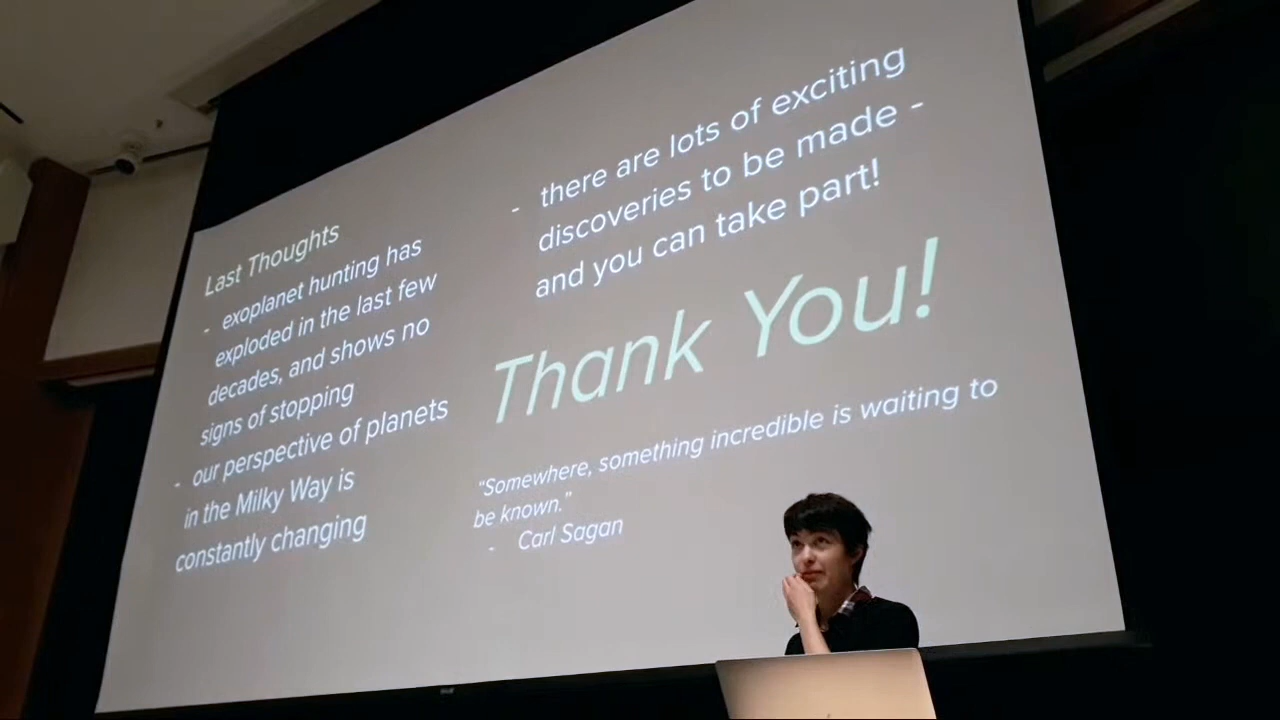 Last Thoughts
- exoplanet hunting has
exploded in the last few
decades, and shows no
signs of stopping
- our perspective of planets
in the Milky Way is
constantly changing
- there are lots of exciting
discoveries to be made -
and you can take part!
Thank You!
“Somewhere, something incredible is waiting to
be known.”
- Carl Sagan